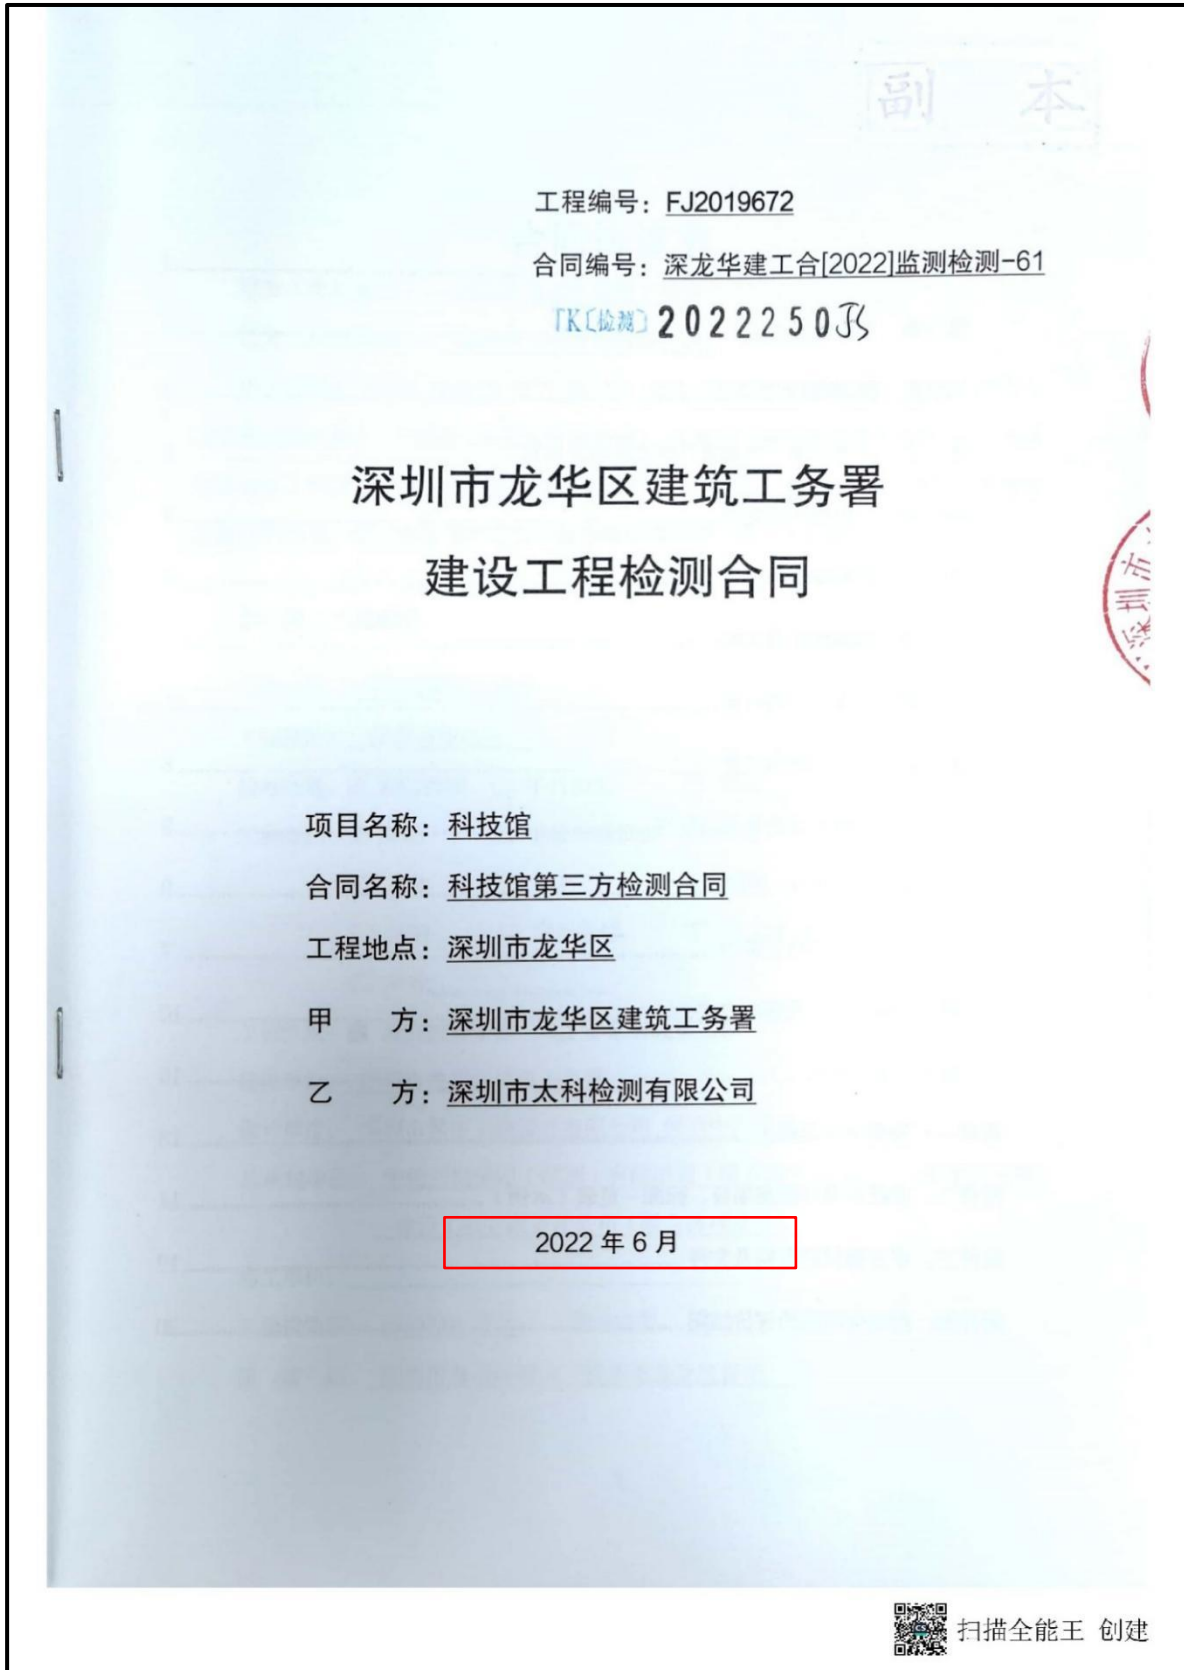 副 本
工程编号：FJ2019672
合同编号：深龙华建工合[2022]监测检测-61
TK〔检测〕2022250JS
深圳市龙华区建筑工务署
建设工程检测合同
深圳市
项目名称：科技馆
合同名称：科技馆第三方检测合同
工程地点：深圳市龙华区
甲 方：深圳市龙华区建筑工务署
乙 方：深圳市太科检测有限公司
2022 年 6 月
扫描全能王 创建